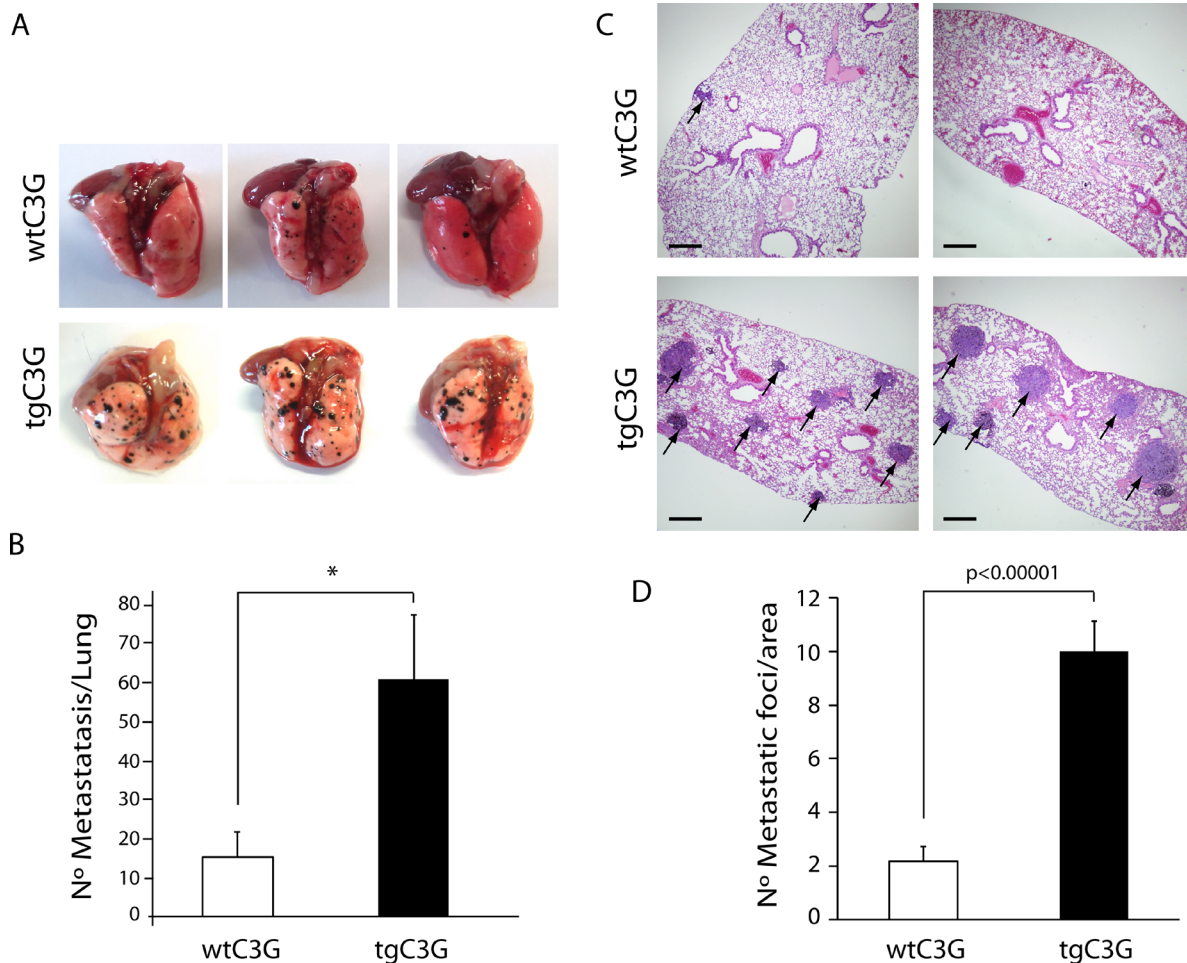 A
wtC3G
tgC3G
B
Nº Metastatasis/Lung
80
70
60
50
40
30
20
10
0
*
wtC3G
tgC3G
C
wtC3G
tgC3G
D
Nº Metastatic foci/area
12
10
8
6
4
2
0
p<0.00001
wtC3G
tgC3G